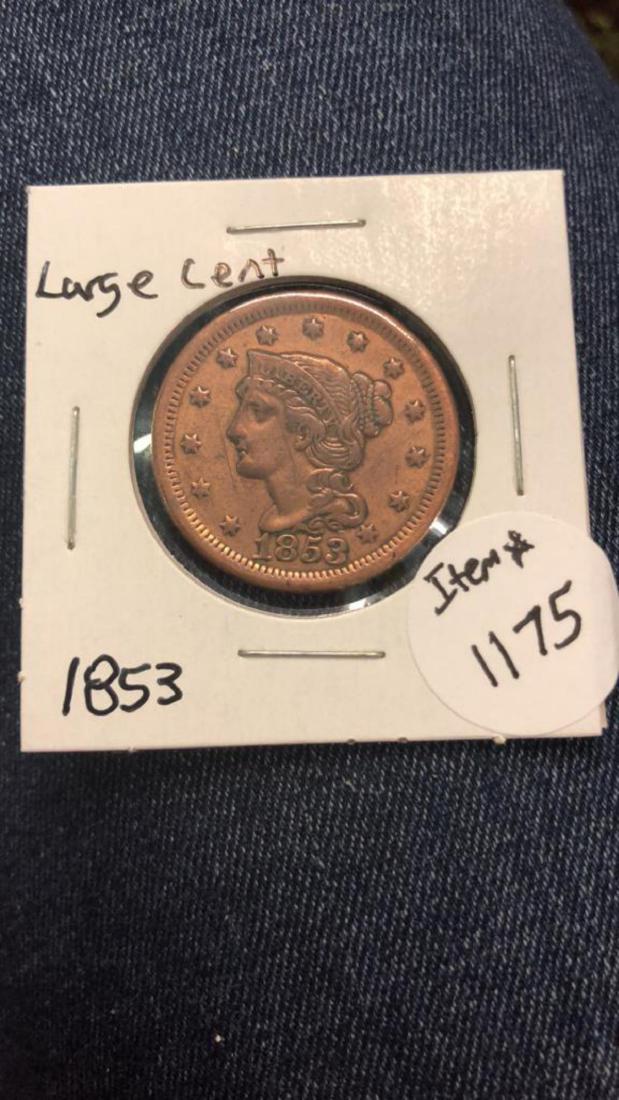 Large Cent
LIBERTY
1853
Item #
1175
1853